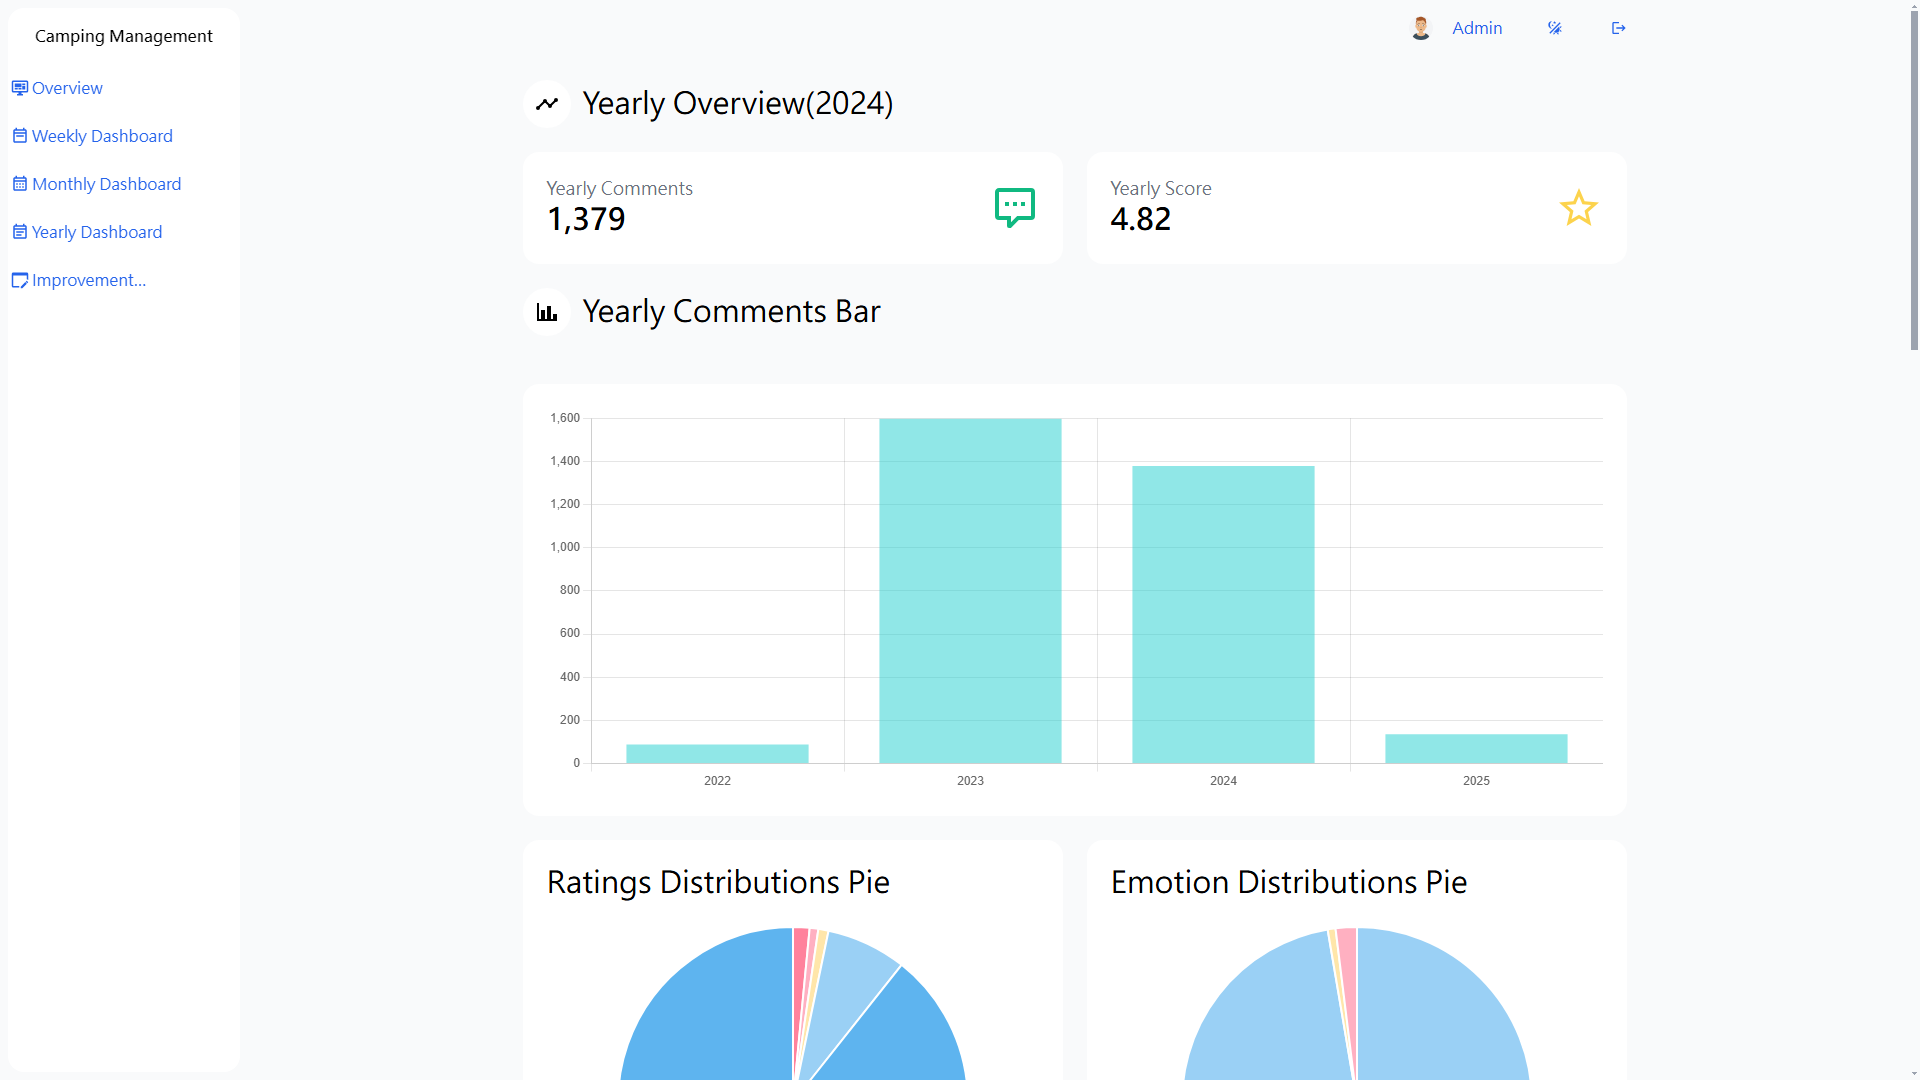 Camping Management
Overview
Weekly Dashboard
Monthly Dashboard
Yearly Dashboard
Improvement...
Admin
Yearly Overview(2024)
Yearly Comments
1,379
Yearly Score
4.82
Yearly Comments Bar
1,600
1,400
1,200
1,000
800
600
400
200
0
2022
2023
2024
2025
Ratings Distributions Pie
Emotion Distributions Pie